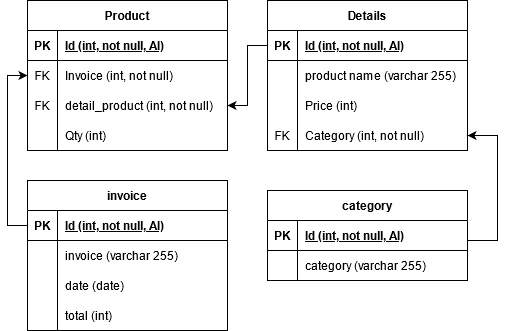 Product
PK Id (int, not null, AI)
FK Invoice (int, not null)
FK detail_product (int, not null)
Qty (int)
Details
PK Id (int, not null, AI)
product name (varchar 255)
Price (int)
FK Category (int, not null)
invoice
PK Id (int, not null, AI)
invoice (varchar 255)
date (date)
total (int)
category
PK Id (int, not null, AI)
category (varchar 255)